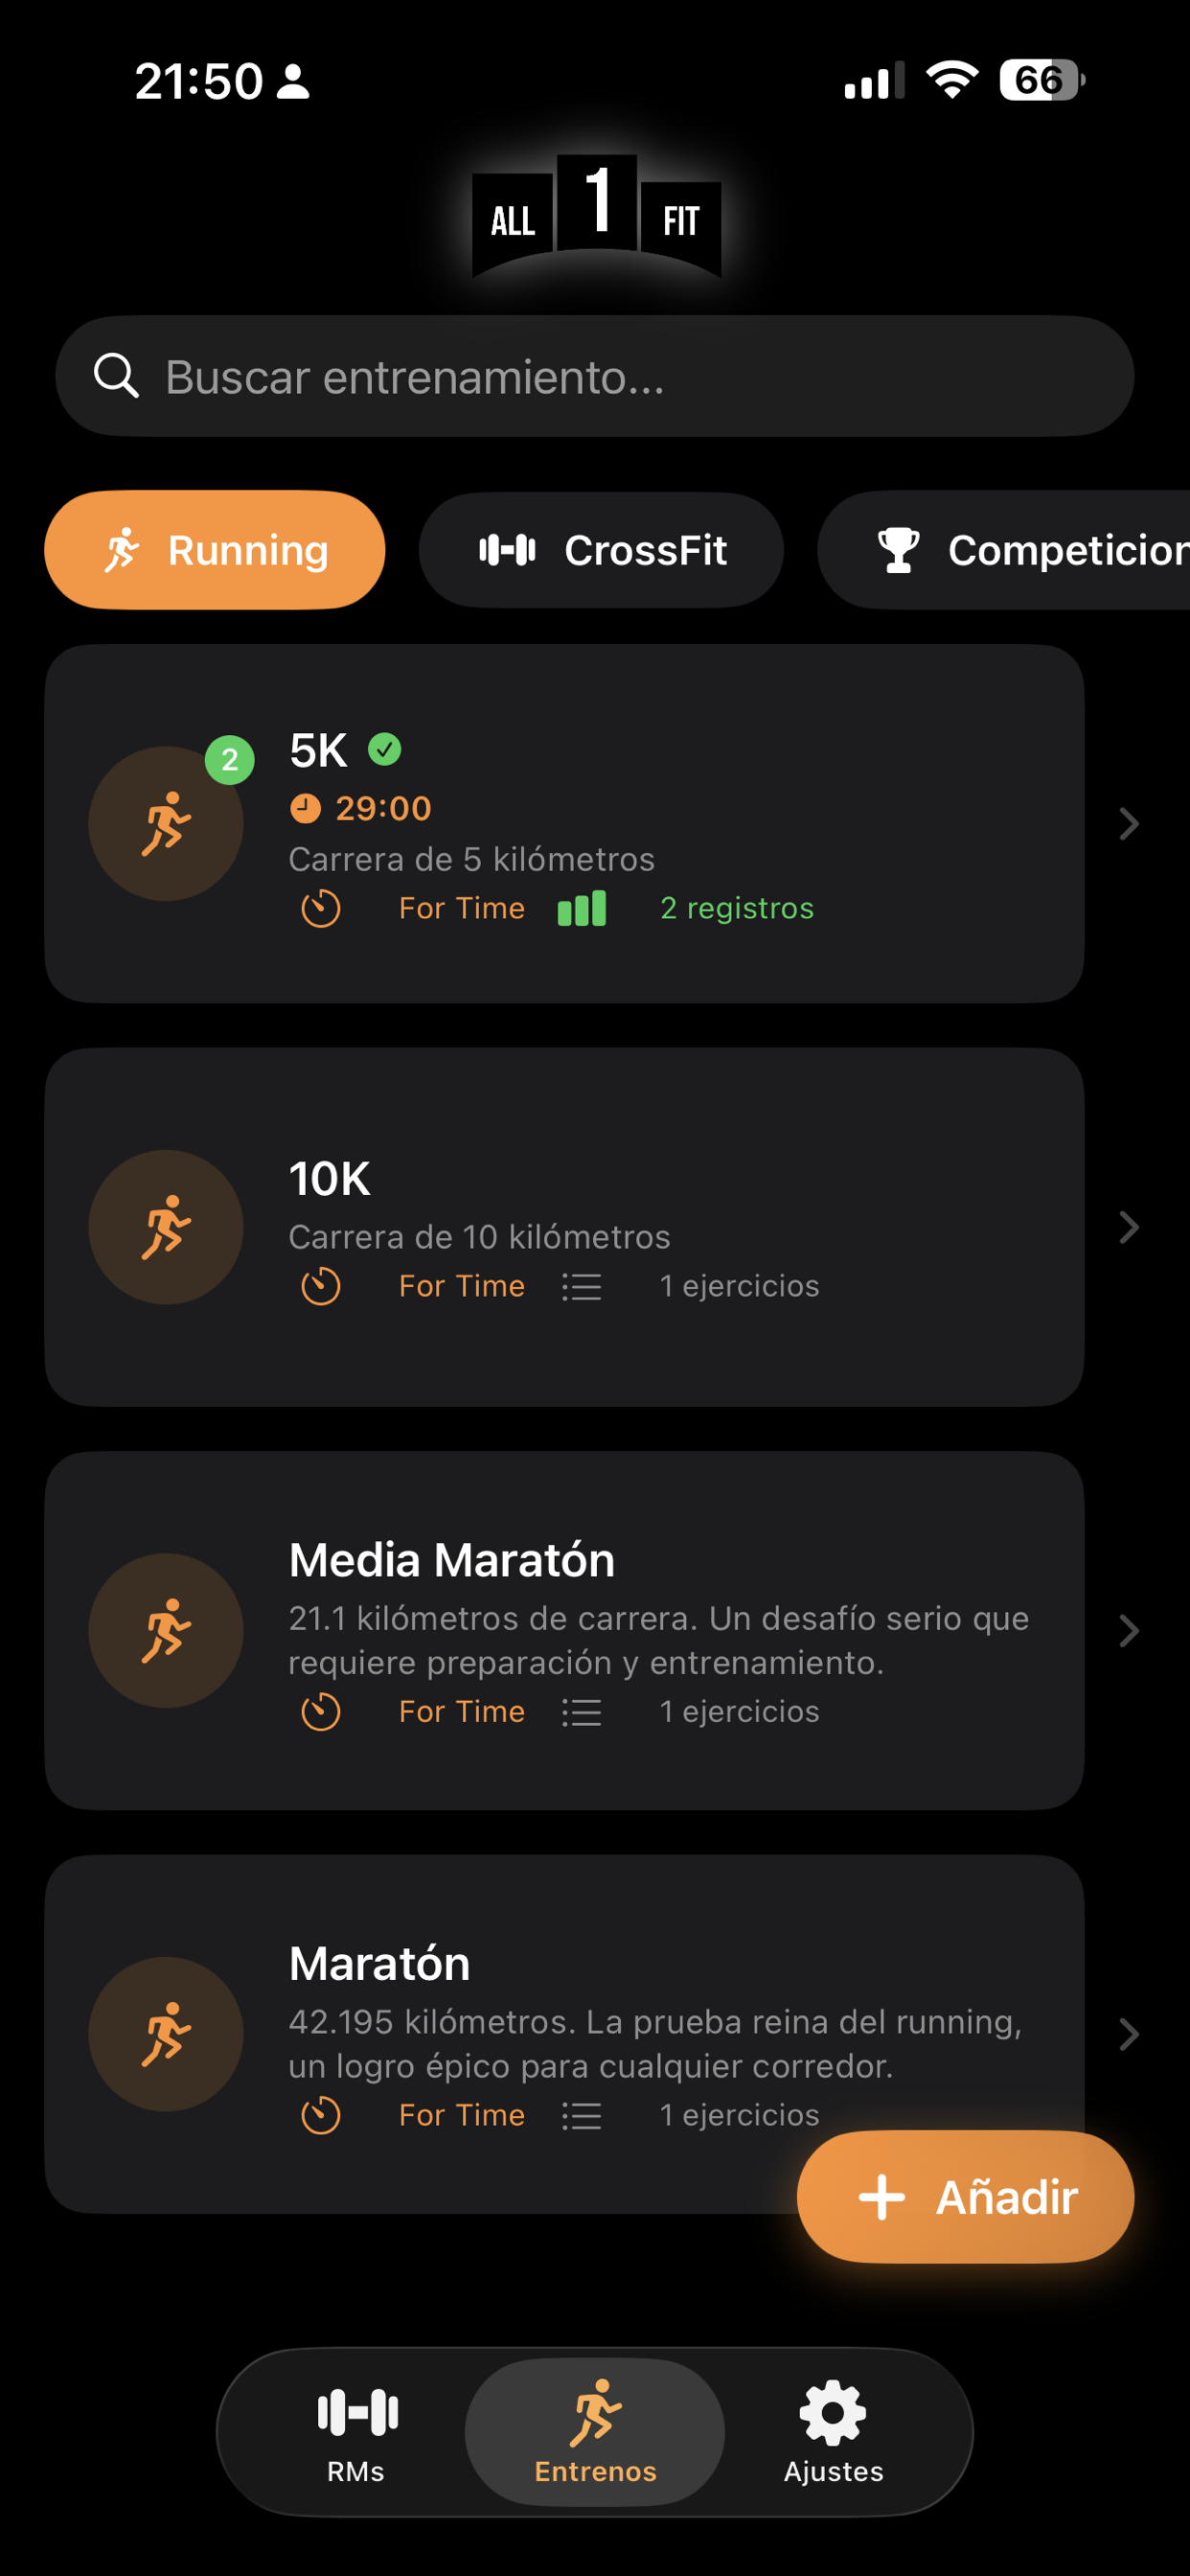 21:50
66
ALL 1 FIT
Buscar entrenamiento...
Running
CrossFit
Competicion
2
5K
29:00
Carrera de 5 kilómetros
For Time
2 registros
10K
Carrera de 10 kilómetros
For Time
1 ejercicios
Media Maratón
21.1 kilómetros de carrera. Un desafío serio que
requiere preparación y entrenamiento.
For Time
1 ejercicios
Maratón
42.195 kilómetros. La prueba reina del running,
un logro épico para cualquier corredor.
For Time
1 ejercicios
Añadir
RMs
Entrenos
Ajustes